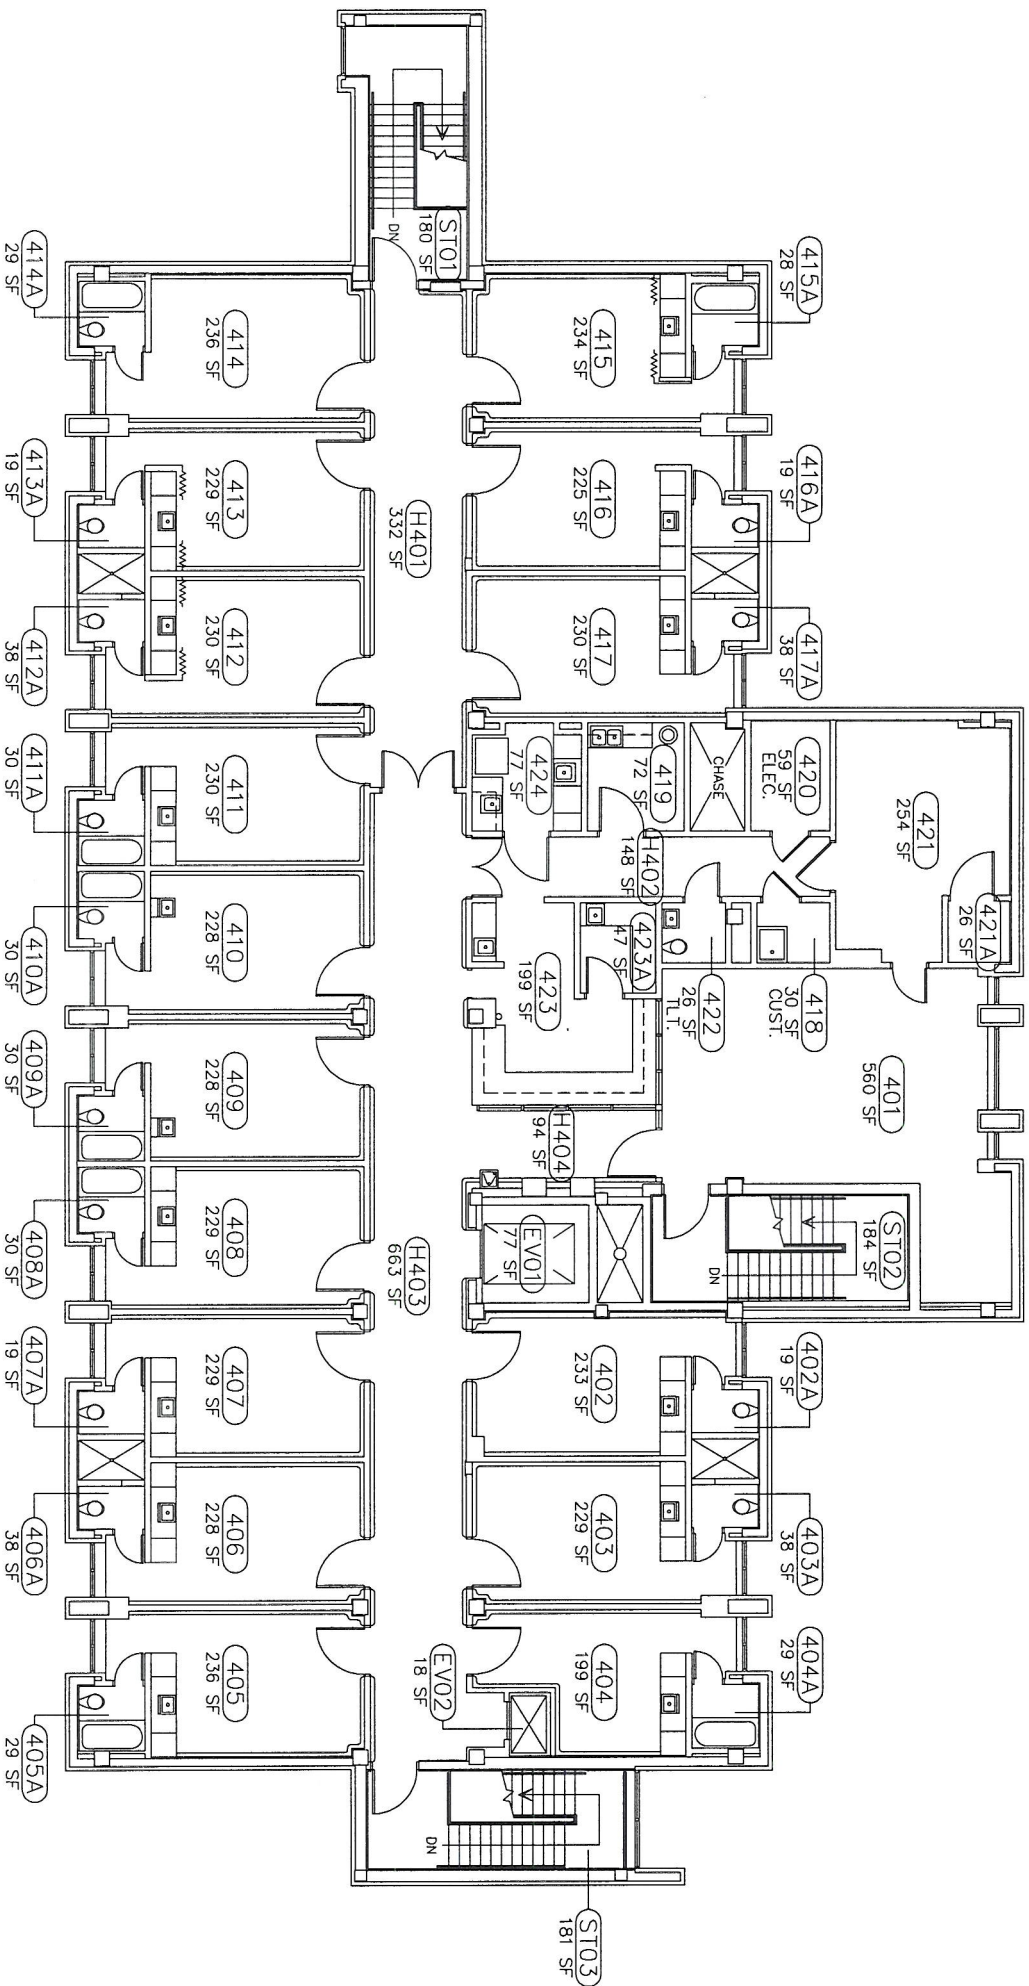 ST01
180 SF
DN
415A
28 SF
415
234 SF
416A
19 SF
416
225 SF
417A
38 SF
417
230 SF
H401
332 SF
414
236 SF
414A
29 SF
413
229 SF
413A
19 SF
412
230 SF
412A
38 SF
411
230 SF
411A
30 SF
410
228 SF
410A
30 SF
409
228 SF
409A
30 SF
408
229 SF
408A
30 SF
407
229 SF
407A
19 SF
406
228 SF
406A
38 SF
405
236 SF
405A
29 SF
421
254 SF
421A
26 SF
420
59 SF
ELEC.
CHASE
419
72 SF
424
77 SF
H402
148 SF
418
30 SF
CUST.
422
26 SF
TLT.
423A
47 SF
423
199 SF
401
560 SF
H404
94 SF
ST02
184 SF
DN
EV01
77 SF
H403
663 SF
402A
19 SF
402
233 SF
403A
38 SF
403
229 SF
404A
29 SF
404
199 SF
EV02
18 SF
DN
ST03
181 SF